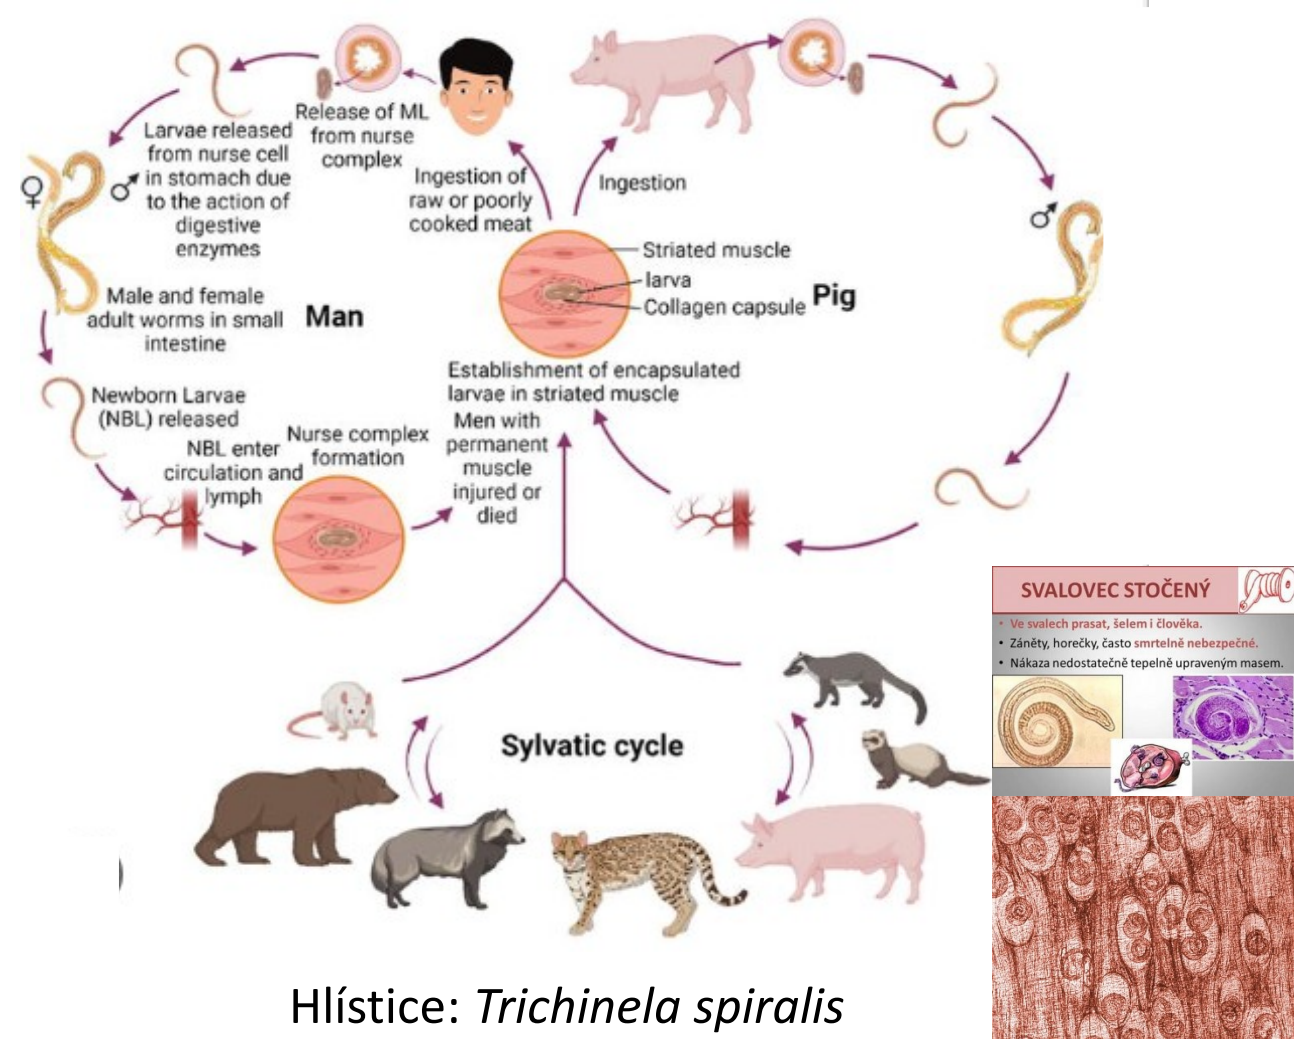 Release of ML
from nurse
complex
Larvae released
from nurse cell
in stomach due
to the action of
digestive
enzymes
♀
♂
Ingestion of
raw or poorly
cooked meat
Ingestion
♂
Striated muscle
larva
Collagen capsule
Pig
Man
Male and female
adult worms in small
intestine
Establishment of encapsulated
larvae in striated muscle
Newborn Larvae
(NBL) released
NBL enter
circulation and
lymph
Nurse complex
formation
Men with
permanent
muscle
injured or
died
Sylvatic cycle
SVALOVEC STOČENÝ
• Ve svalech prasat, šelem i člověka.
• Záněty, horečky, často smrtelně nebezpečné.
• Nákaza nedostatečně tepelně upraveným masem.
Hlístice: Trichinela spiralis